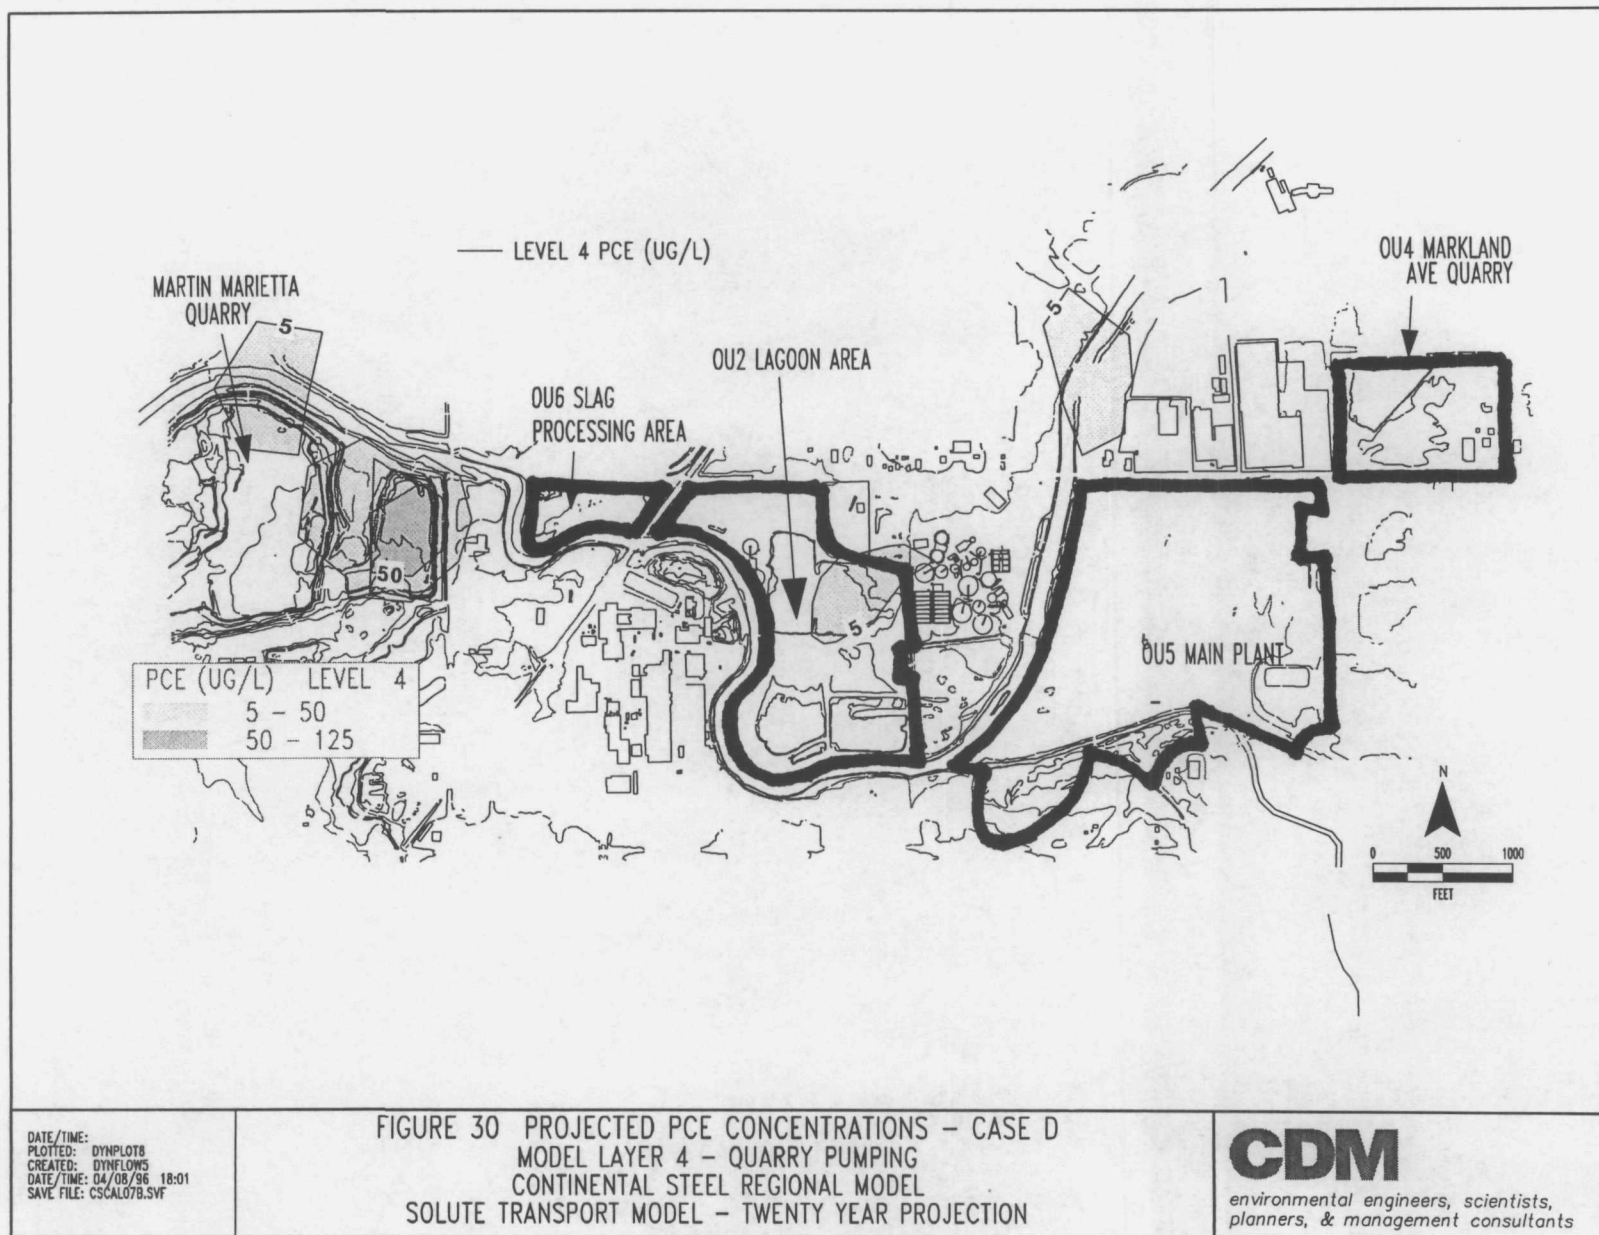 LEVEL 4 PCE (UG/L)
MARTIN MARIETTA
QUARRY
5
OU6 SLAG
PROCESSING AREA
OU2 LAGOON AREA
5
OU4 MARKLAND
AVE QUARRY
50
5
OU5 MAIN PLANT
PCE (UG/L) LEVEL 4
5 - 50
50 - 125
N
0 500 1000
FEET
DATE/TIME:
PLOTTED: DYNPLOT8
CREATED: DYNFLOW5
DATE/TIME: 04/08/96 18:01
SAVE FILE: CSCAL07B.SVF
FIGURE 30 PROJECTED PCE CONCENTRATIONS - CASE D
MODEL LAYER 4 - QUARRY PUMPING
CONTINENTAL STEEL REGIONAL MODEL
SOLUTE TRANSPORT MODEL - TWENTY YEAR PROJECTION
CDM
environmental engineers, scientists,
planners, & management consultants